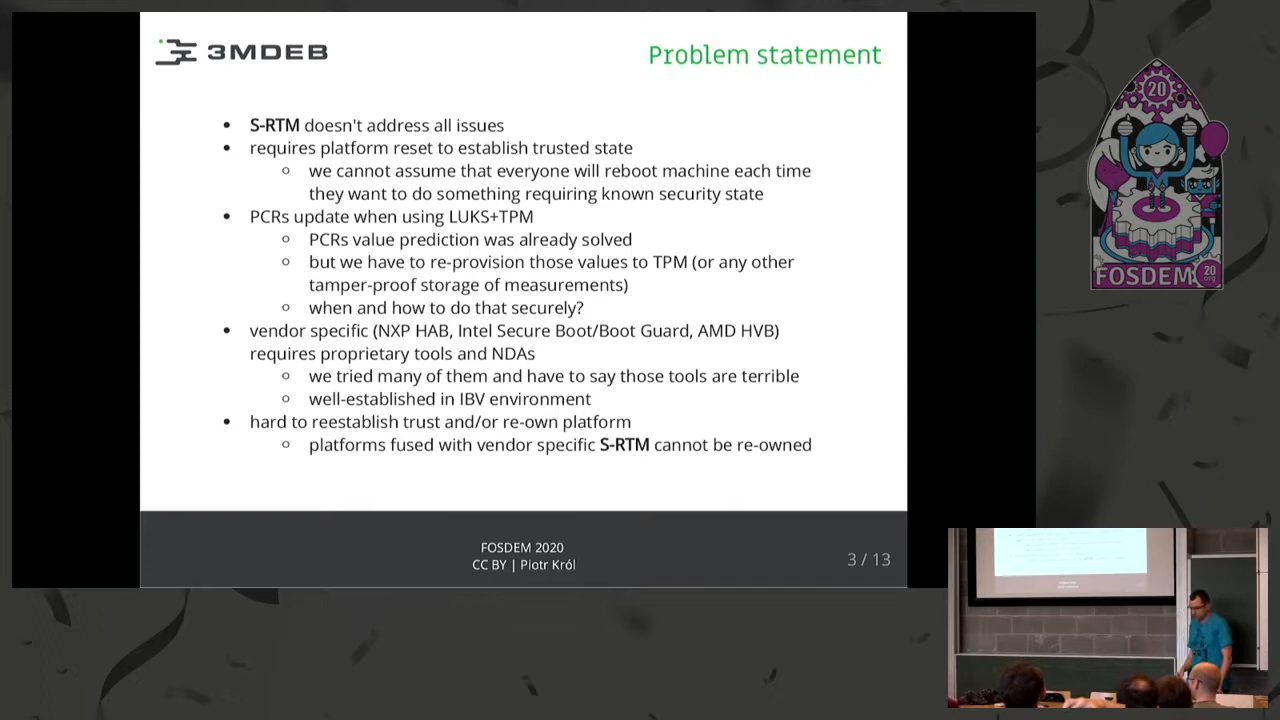 3MDEB
Problem statement
• S-RTM doesn't address all issues
• requires platform reset to establish trusted state
◦ we cannot assume that everyone will reboot machine each time
they want to do something requiring known security state
• PCRs update when using LUKS+TPM
◦ PCRs value prediction was already solved
◦ but we have to re-provision those values to TPM (or any other
tamper-proof storage of measurements)
◦ when and how to do that securely?
• vendor specific (NXP HAB, Intel Secure Boot/Boot Guard, AMD HVB)
requires proprietary tools and NDAs
◦ we tried many of them and have to say those tools are terrible
◦ well-established in IBV environment
• hard to reestablish trust and/or re-own platform
◦ platforms fused with vendor specific S-RTM cannot be re-owned
FOSDEM 2020
CC BY | Piotr Król
3 / 13
20
FOSDEM
20
.org